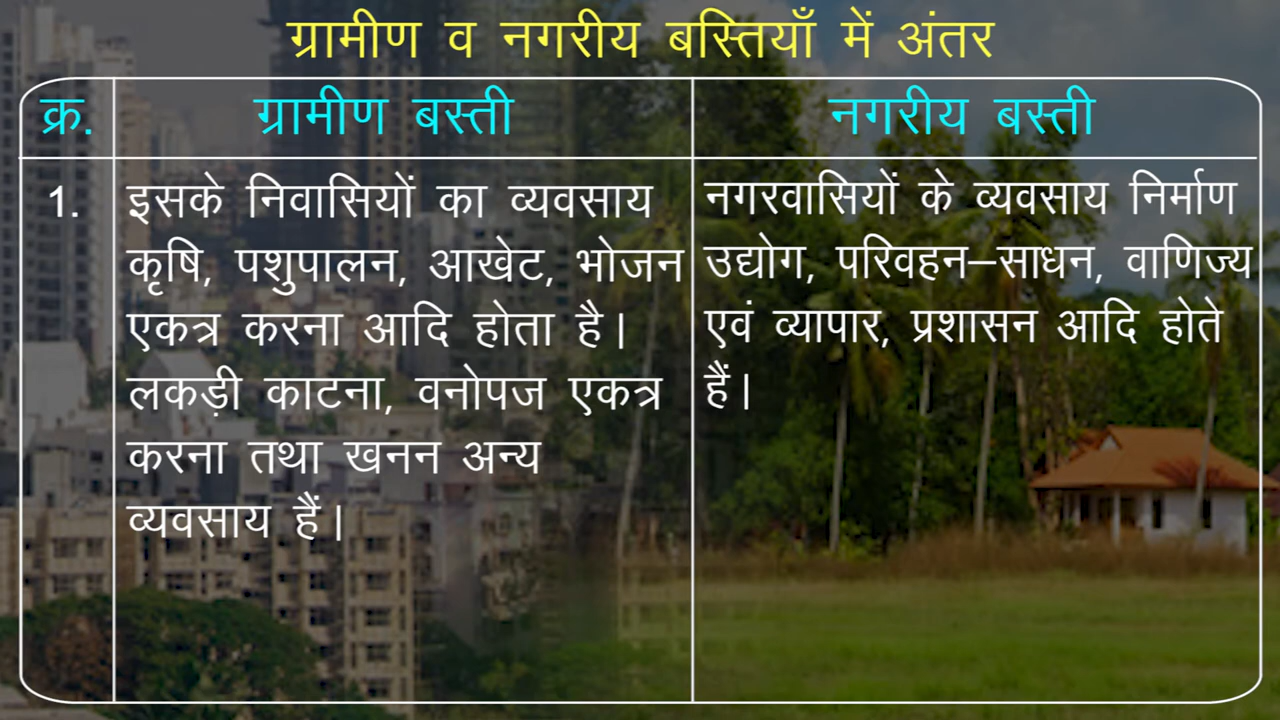 ग्रामीण व नगरीय बस्तियाँ में अंतर
क्र. ग्रामीण बस्ती नगरीय बस्ती
1.
इसके निवासियों का व्यवसाय
कृषि, पशुपालन, आखेट, भोजन
एकत्र करना आदि होता है।
लकड़ी काटना, वनोपज एकत्र
करना तथा खनन अन्य
व्यवसाय हैं।
नगरवासियों के व्यवसाय निर्माण
उद्योग, परिवहन–साधन, वाणिज्य
एवं व्यापार, प्रशासन आदि होते
हैं।